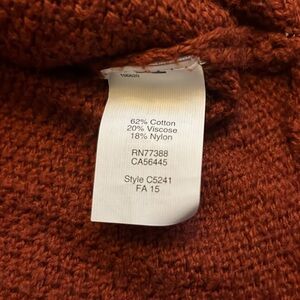 62% Cotton
20% Viscose
18% Nylon
RN77388
CA56445
Style C5241
FA 15